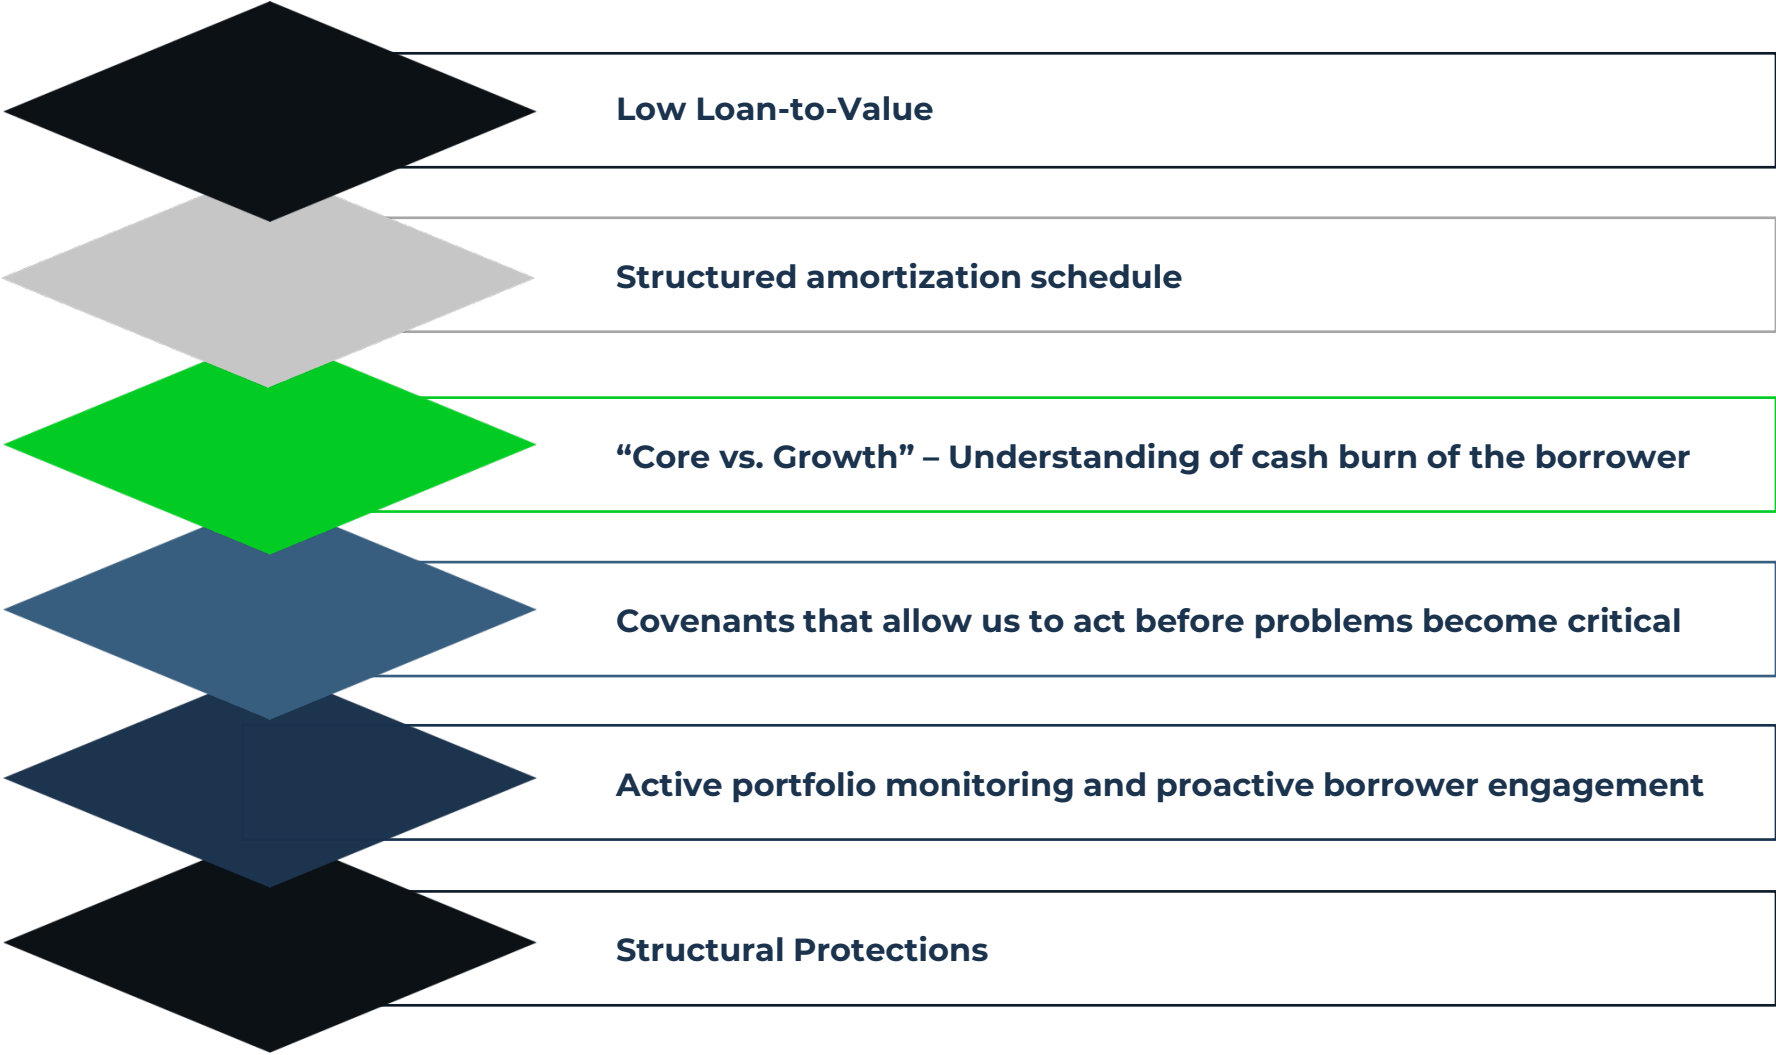 Low Loan-to-Value
Structured amortization schedule
“Core vs. Growth” – Understanding of cash burn of the borrower
Covenants that allow us to act before problems become critical
Active portfolio monitoring and proactive borrower engagement
Structural Protections